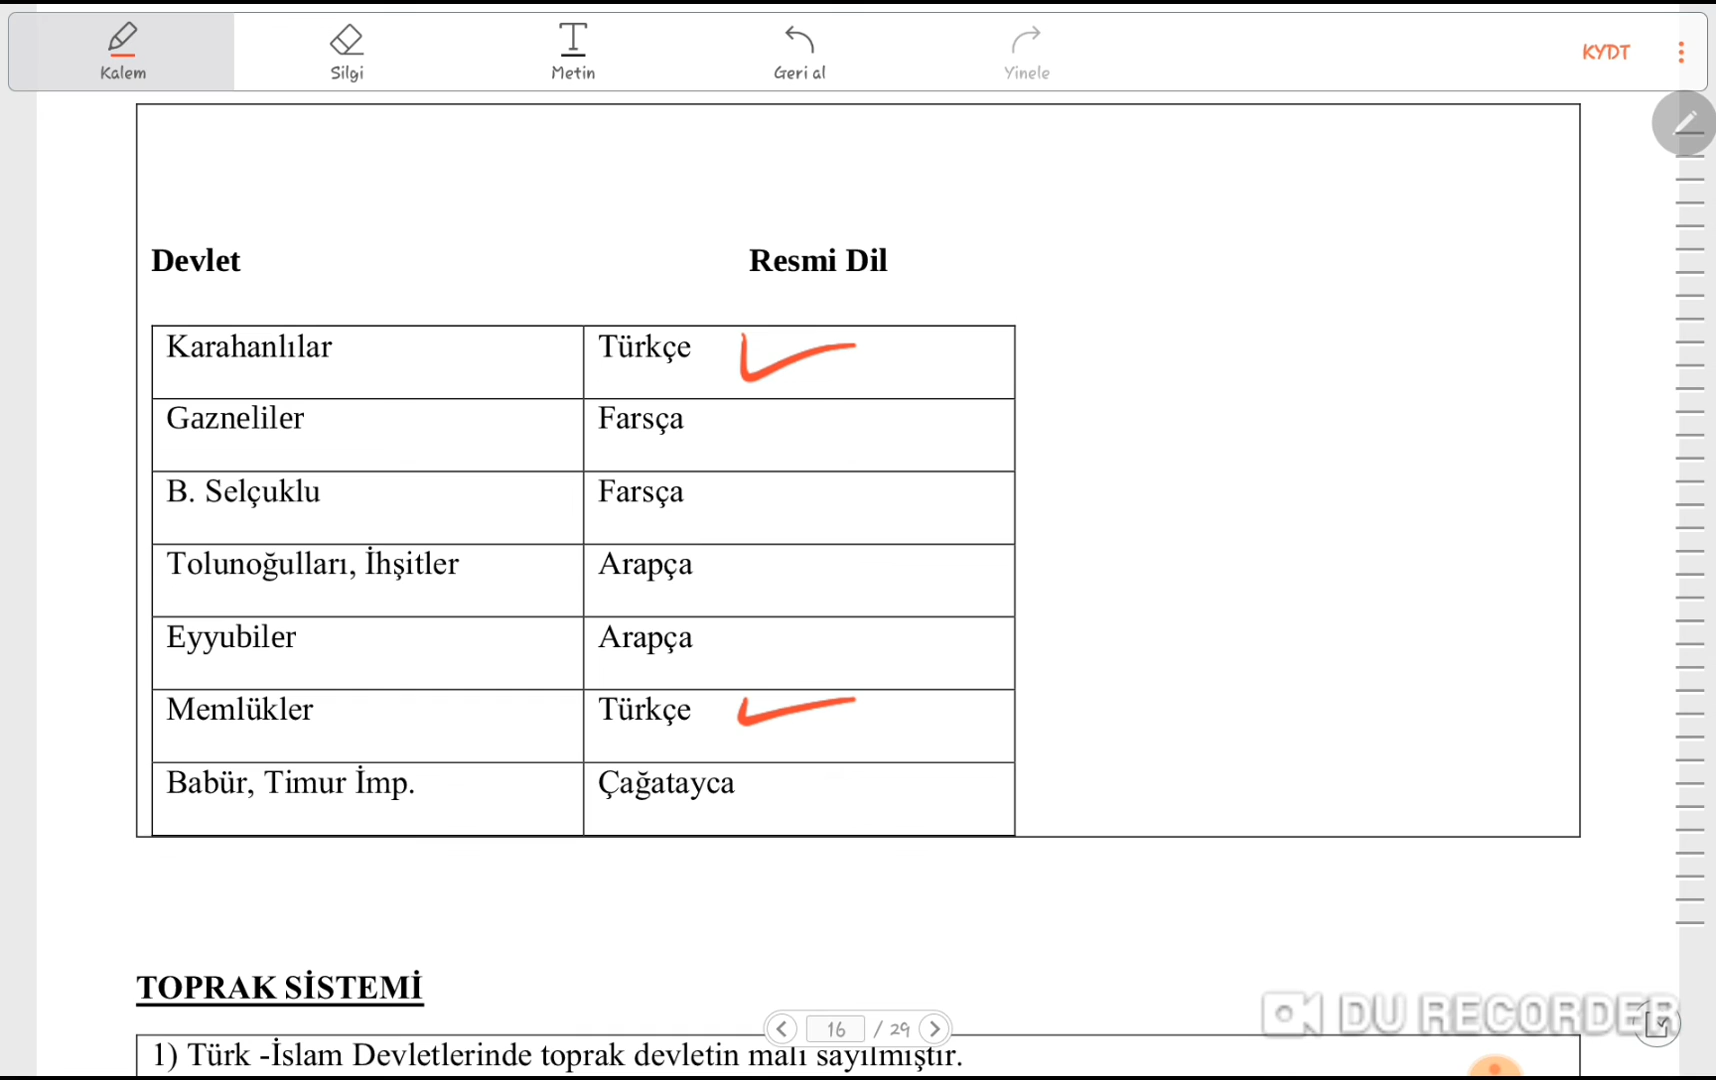 Kalem Silgi Metin Geri al Yinele KYDT
Devlet Resmi Dil
Karahanlılar Türkçe
Gazneliler Farsça
B. Selçuklu Farsça
Tolunoğulları, İhşitler Arapça
Eyyubiler Arapça
Memlükler Türkçe
Babür, Timur İmp. Çağatayca
TOPRAK SİSTEMİ
DU RECORDER
16 / 29
1) Türk -İslam Devletlerinde toprak devletin malı sayılmıştır.